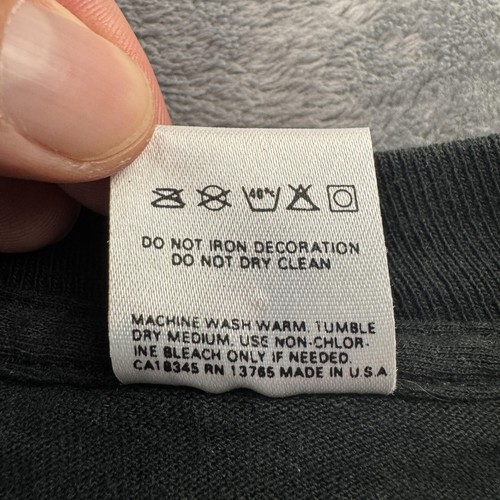 40°c
DO NOT IRON DECORATION
DO NOT DRY CLEAN
MACHINE WASH WARM, TUMBLE
DRY MEDIUM, USE NON-CHLOR-
INE BLEACH ONLY IF NEEDED.
CA18345 RN 13765 MADE IN U.S.A